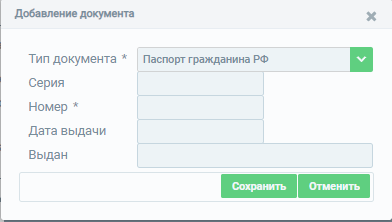 Добавление документа
Тип документа * Паспорт гражданина РФ
Серия
Номер *
Дата выдачи
Выдан
Сохранить Отменить